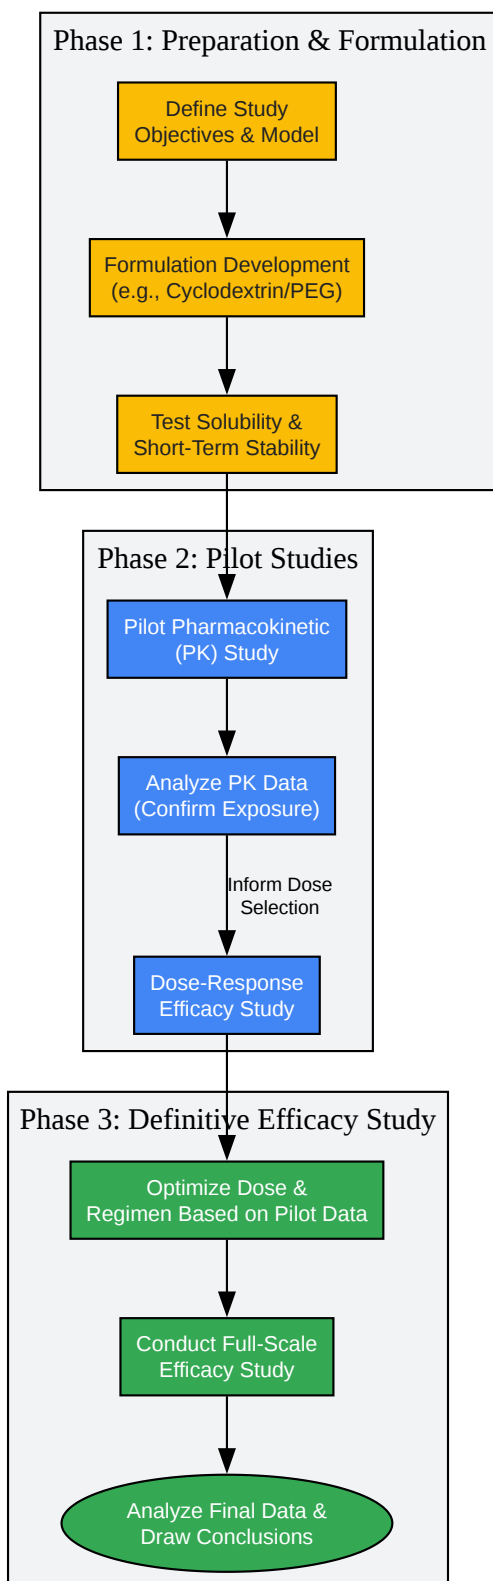 Phase 1: Preparation & Formulation
Define Study
Objectives & Model
Formulation Development
(e.g., Cyclodextrin/PEG)
Test Solubility &
Short-Term Stability
Phase 2: Pilot Studies
Pilot Pharmacokinetic
(PK) Study
Analyze PK Data
(Confirm Exposure)
Inform Dose
Selection
Dose-Response
Efficacy Study
Phase 3: Definitive Efficacy Study
Optimize Dose &
Regimen Based on Pilot Data
Conduct Full-Scale
Efficacy Study
Analyze Final Data &
Draw Conclusions